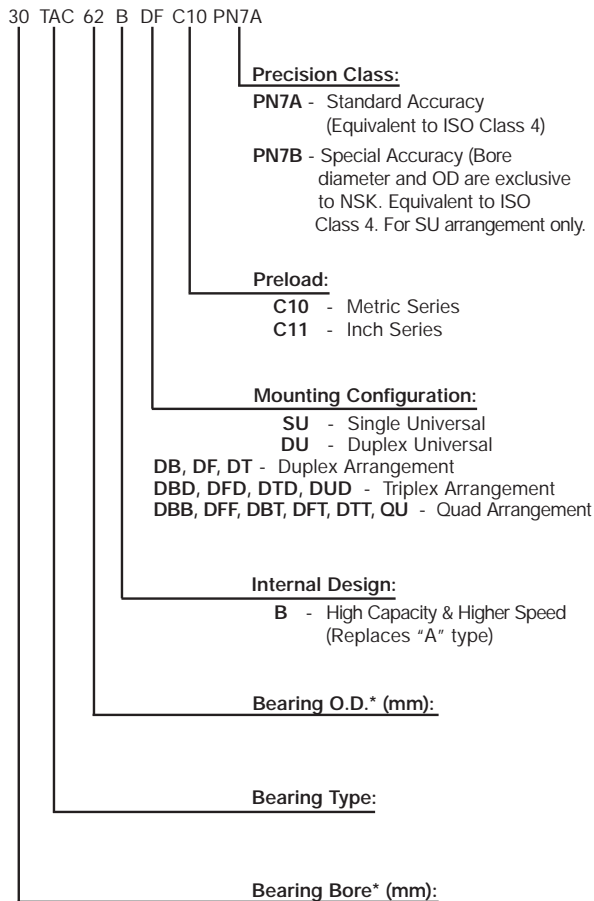 30 TAC 62 B DF C10 PN7A
Precision Class:
PN7A - Standard Accuracy
(Equivalent to ISO Class 4)
PN7B - Special Accuracy (Bore
diameter and OD are exclusive
to NSK. Equivalent to ISO
Class 4. For SU arrangement only.
Preload:
C10 - Metric Series
C11 - Inch Series
Mounting Configuration:
SU - Single Universal
DU - Duplex Universal
DB, DF, DT - Duplex Arrangement
DBD, DFD, DTD, DUD - Triplex Arrangement
DBB, DFF, DBT, DFT, DTT, QU - Quad Arrangement
Internal Design:
B - High Capacity & Higher Speed
(Replaces "A" type)
Bearing O.D.* (mm):
Bearing Type:
Bearing Bore* (mm):